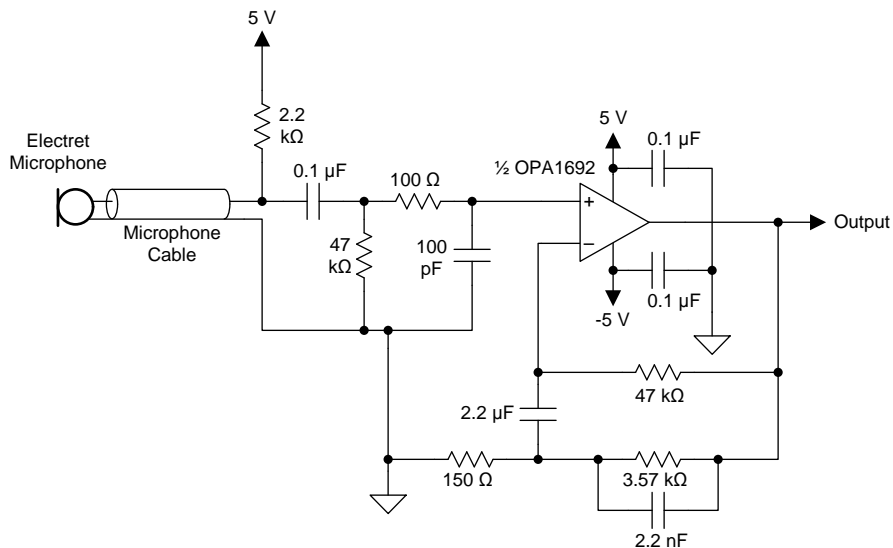 5 V
2.2
kΩ
Electret
Microphone
Microphone
Cable
0.1 µF
100 Ω
47
kΩ
100
pF
½ OPA1692
5 V
0.1 µF
+
−
Output
0.1 µF
-5 V
47 kΩ
2.2 µF
150 Ω
3.57 kΩ
2.2 nF